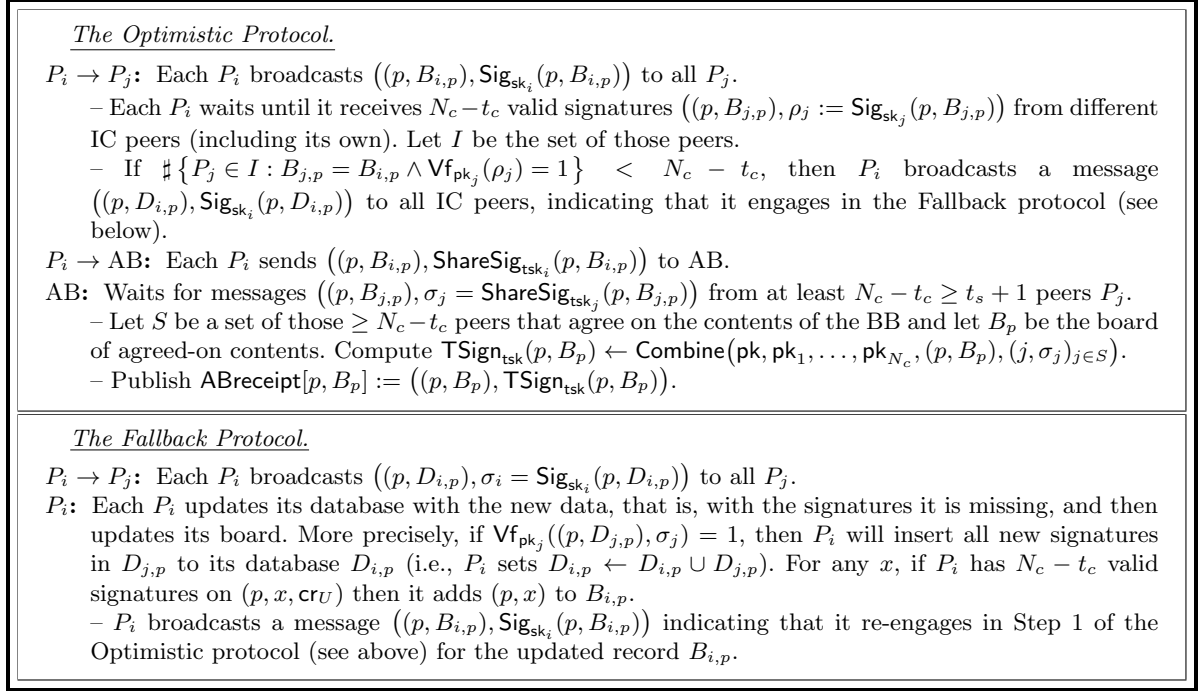 The Optimistic Protocol.
P_i → P_j: Each P_i broadcasts ((p, B_{i,p}), Sig_{sk_i}(p, B_{i,p})) to all P_j.
– Each P_i waits until it receives N_c − t_c valid signatures ((p, B_{j,p}), ρ_j := Sig_{sk_j}(p, B_{j,p})) from different
IC peers (including its own). Let I be the set of those peers.
– If ♯{P_j ∈ I : B_{j,p} = B_{i,p} ∧ Vf_{pk_j}(ρ_j) = 1} < N_c − t_c, then P_i broadcasts a message
((p, D_{i,p}), Sig_{sk_i}(p, D_{i,p})) to all IC peers, indicating that it engages in the Fallback protocol (see
below).
P_i → AB: Each P_i sends ((p, B_{i,p}), ShareSig_{tsk_i}(p, B_{i,p})) to AB.
AB: Waits for messages ((p, B_{j,p}), σ_j = ShareSig_{tsk_j}(p, B_{j,p})) from at least N_c − t_c ≥ t_s + 1 peers P_j.
– Let S be a set of those ≥ N_c − t_c peers that agree on the contents of the BB and let B_p be the board
of agreed-on contents. Compute TSign_{tsk}(p, B_p) ← Combine(pk, pk_1, . . . , pk_{N_c}, (p, B_p), (j, σ_j)_{j∈S}).
– Publish ABreceipt[p, B_p] := ((p, B_p), TSign_{tsk}(p, B_p)).
The Fallback Protocol.
P_i → P_j: Each P_i broadcasts ((p, D_{i,p}), σ_i = Sig_{sk_i}(p, D_{i,p})) to all P_j.
P_i: Each P_i updates its database with the new data, that is, with the signatures it is missing, and then
updates its board. More precisely, if Vf_{pk_j}((p, D_{j,p}), σ_j) = 1, then P_i will insert all new signatures
in D_{j,p} to its database D_{i,p} (i.e., P_i sets D_{i,p} ← D_{i,p} ∪ D_{j,p}). For any x, if P_i has N_c − t_c valid
signatures on (p, x, cr_U) then it adds (p, x) to B_{i,p}.
– P_i broadcasts a message ((p, B_{i,p}), Sig_{sk_i}(p, B_{i,p})) indicating that it re-engages in Step 1 of the
Optimistic protocol (see above) for the updated record B_{i,p}.